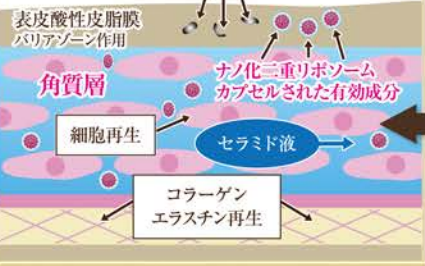 表皮酸性皮脂膜
バリアゾーン作用
角質層
ナノ化二重リポソーム
カプセルされた有効成分
細胞再生
セラミド液
コラーゲン
エラスチン再生